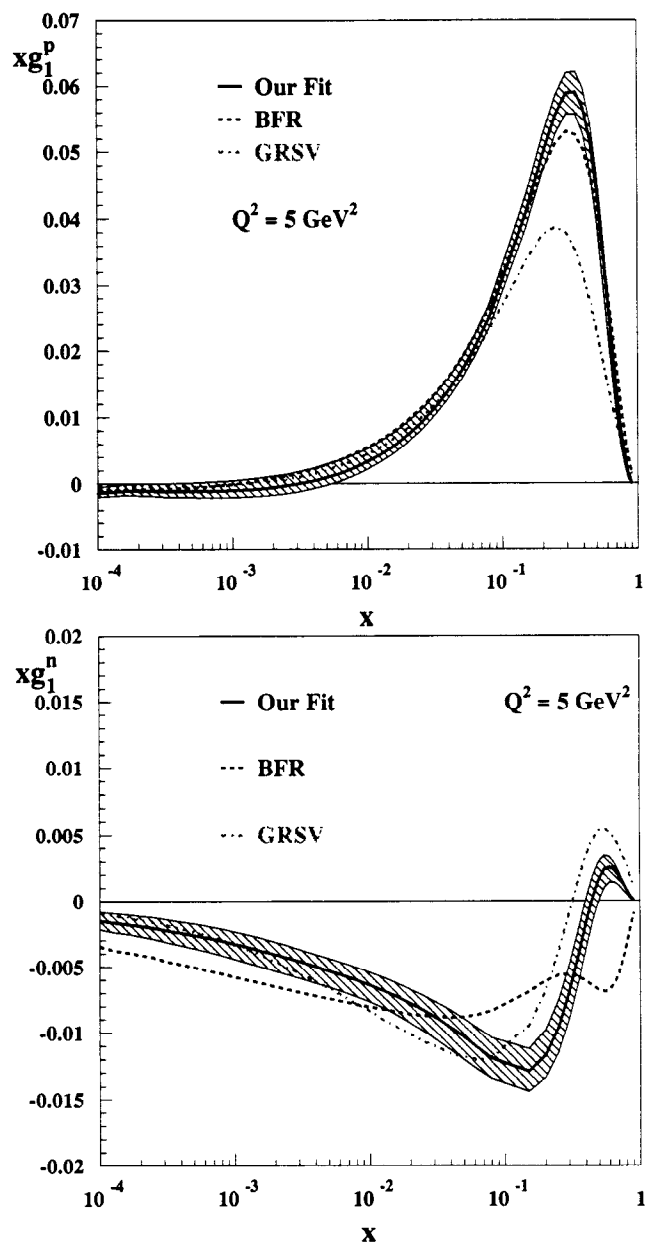 0.07
xg₁ᵖ
0.06
Our Fit
BFR
0.05
GRSV
0.04
Q² = 5 GeV²
0.03
0.02
0.01
0
-0.01
10⁻⁴ 10⁻³ 10⁻² 10⁻¹ 1
x
0.02
xg₁ⁿ
0.015
Our Fit
Q² = 5 GeV²
0.01
BFR
0.005
GRSV
0
-0.005
-0.01
-0.015
-0.02
10⁻⁴ 10⁻³ 10⁻² 10⁻¹ 1
x